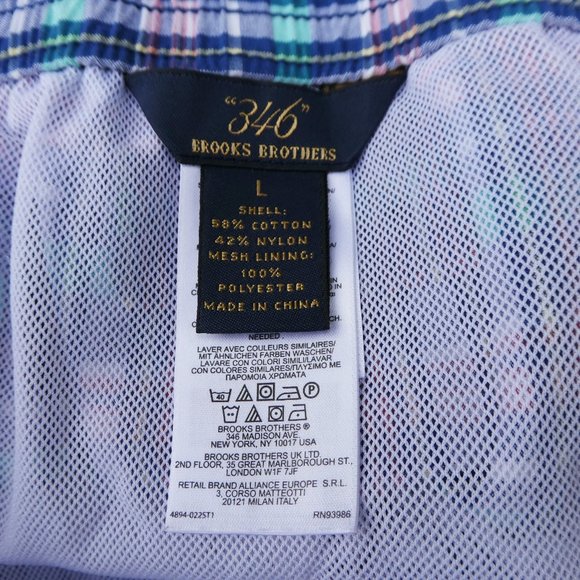 "346"
BROOKS BROTHERS
L
SHELL:
58% COTTON
42% NYLON
MESH LINING:
100%
POLYESTER
MADE IN CHINA
NEEDED
LAVER AVEC COULEURS SIMILAIRES/
MIT ÄHNLICHEN FARBEN WASCHEN/
LAVARE CON COLORI SIMILI/LAVAR
CON COLORES SIMILARES/ΠΛΥΣΙΜΟ ΜΕ
ΠΑΡΟΜΟΙΑ ΧΡΩΜΑΤΑ
40 P
BROOKS BROTHERS ®
346 MADISON AVE.
NEW YORK, NY 10017 USA
BROOKS BROTHERS UK LTD.
2ND FLOOR, 35 GREAT MARLBOROUGH ST.,
LONDON W1F 7JF
RETAIL BRAND ALLIANCE EUROPE S.R.L.
3, CORSO MATTEOTTI
20121 MILAN ITALY
4894-0225T1 RN93986